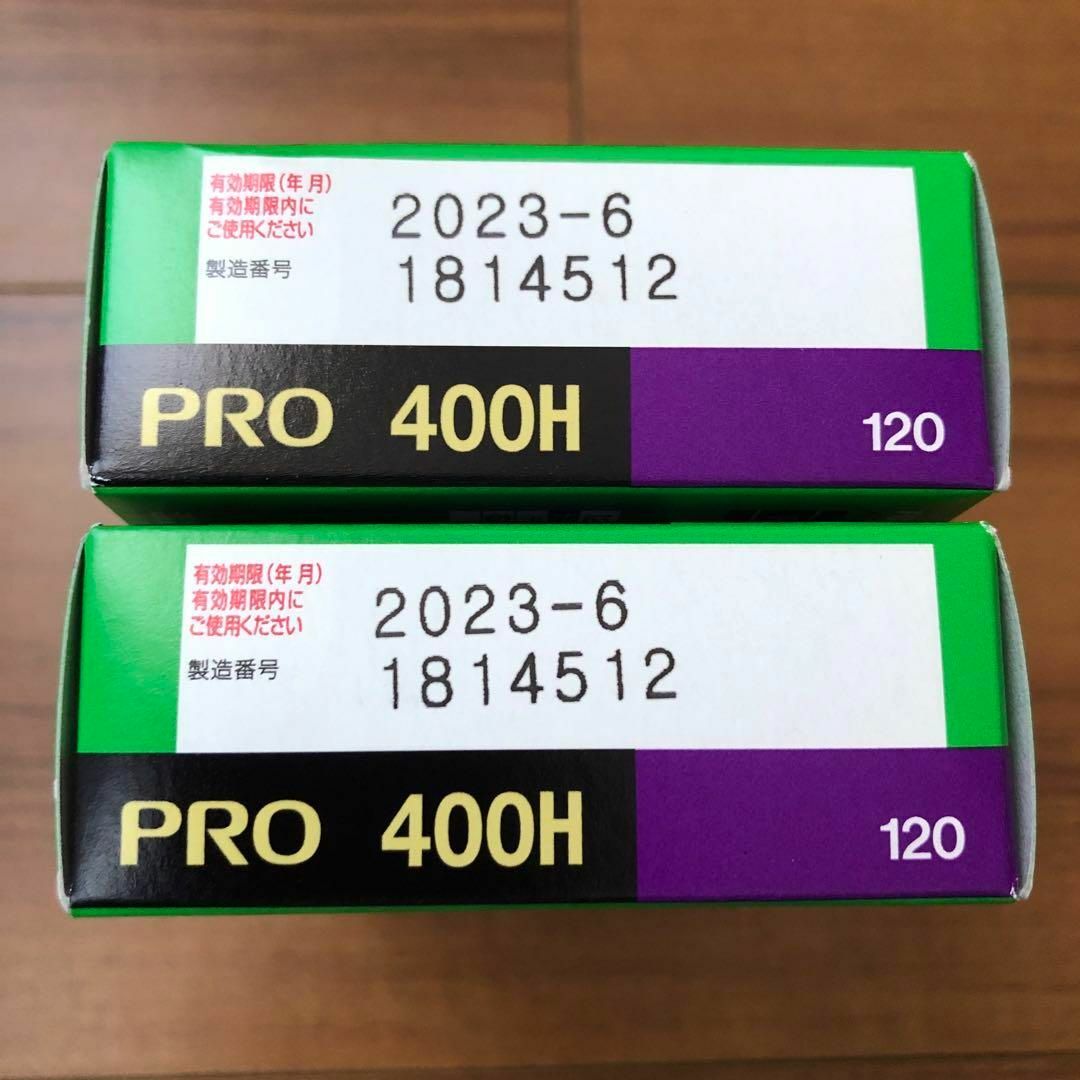 有効期限(年月)
有効期限内に
ご使用ください
2023-6
製造番号
1814512
PRO 400H
120
有効期限(年月)
有効期限内に
ご使用ください
2023-6
製造番号
1814512
PRO 400H
120